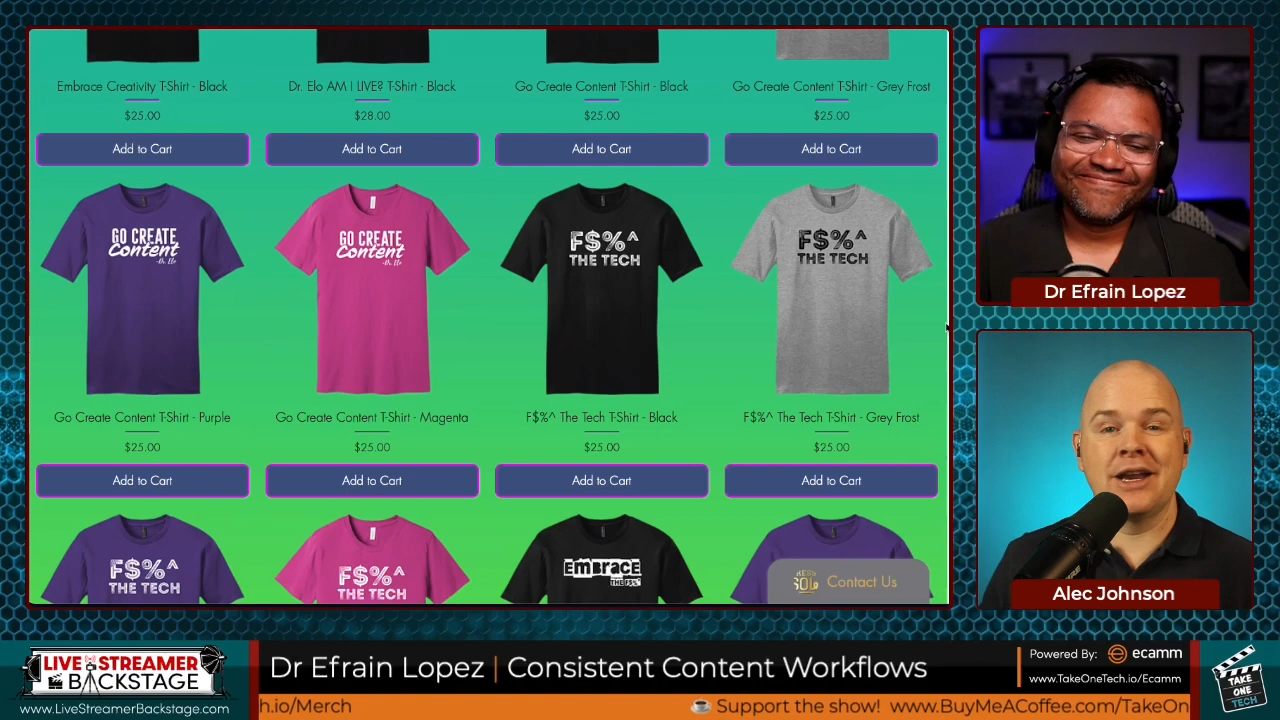 Embrace Creativity T-Shirt - Black
Dr. Elo AM I LIVE? T-Shirt - Black
Go Create Content T-Shirt - Black
Go Create Content T-Shirt - Grey Frost
$25.00
$28.00
$25.00
$25.00
Add to Cart
Add to Cart
Add to Cart
Add to Cart
GO CREATE
Content
-Dr. Elo
GO CREATE
Content
-Dr. Elo
F$%^
THE TECH
F$%^
THE TECH
Go Create Content T-Shirt - Purple
Go Create Content T-Shirt - Magenta
F$%^ The Tech T-Shirt - Black
F$%^ The Tech T-Shirt - Grey Frost
$25.00
$25.00
$25.00
$25.00
Add to Cart
Add to Cart
Add to Cart
Add to Cart
F$%^
THE TECH
F$%^
THE TECH
EMBRACE
Contact Us
Dr Efrain Lopez
Alec Johnson
LIVE STREAMER
BACKSTAGE
www.LiveStreamerBackstage.com
Dr Efrain Lopez | Consistent Content Workflows
Powered By: ecamm
www.TakeOneTech.io/Ecamm
h.io/Merch
Support the show! www.BuyMeACoffee.com/TakeOn
TAKE
ONE
TECH